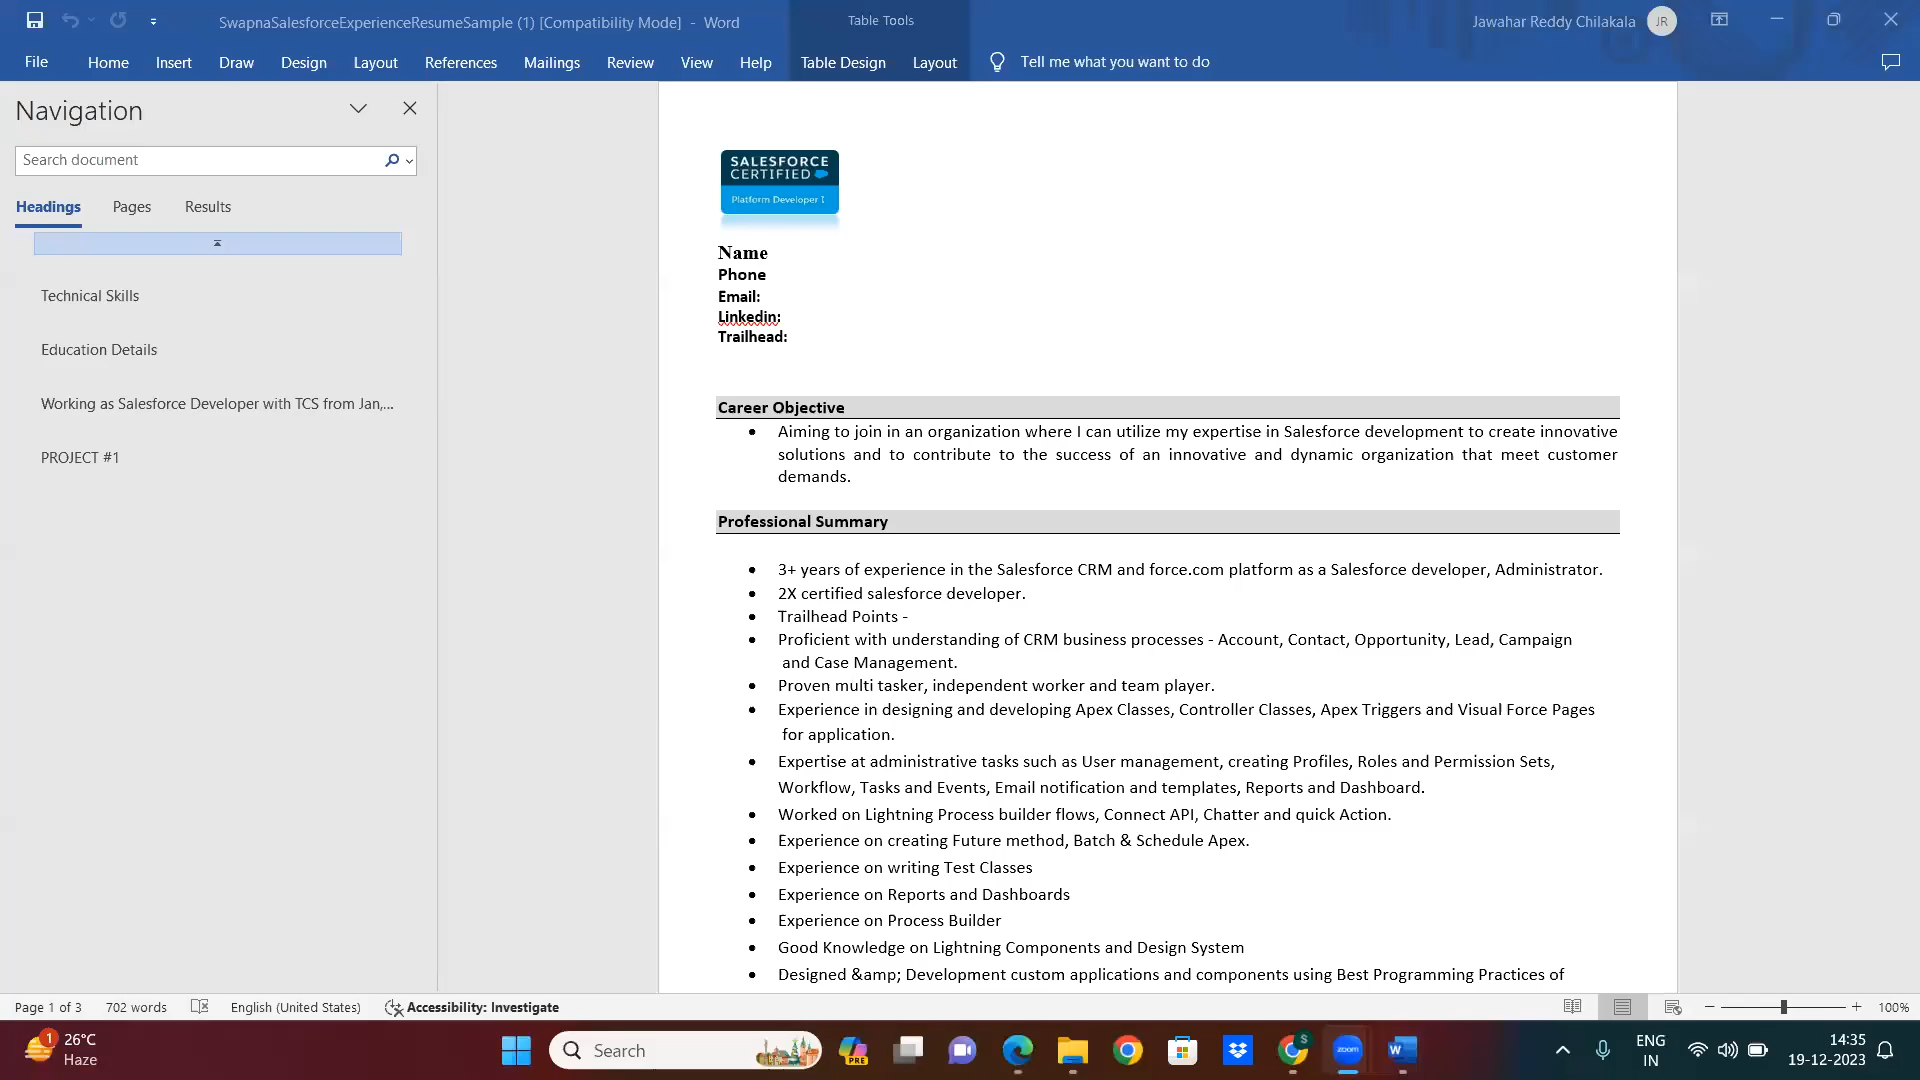 SwapnaSalesforceExperienceResumeSample (1) [Compatibility Mode] - Word
Table Tools
Jawahar Reddy Chilakala
JR
File
Home
Insert
Draw
Design
Layout
References
Mailings
Review
View
Help
Table Design
Layout
Tell me what you want to do
Navigation
Search document
Headings
Pages
Results
Technical Skills
Education Details
Working as Salesforce Developer with TCS from Jan,...
PROJECT #1
SALESFORCE
CERTIFIED
Platform Developer I
Name
Phone
Email:
Linkedin:
Trailhead:
Career Objective
• Aiming to join in an organization where I can utilize my expertise in Salesforce development to create innovative
solutions and to contribute to the success of an innovative and dynamic organization that meet customer
demands.
Professional Summary
• 3+ years of experience in the Salesforce CRM and force.com platform as a Salesforce developer, Administrator.
• 2X certified salesforce developer.
• Trailhead Points -
• Proficient with understanding of CRM business processes - Account, Contact, Opportunity, Lead, Campaign
and Case Management.
• Proven multi tasker, independent worker and team player.
• Experience in designing and developing Apex Classes, Controller Classes, Apex Triggers and Visual Force Pages
for application.
• Expertise at administrative tasks such as User management, creating Profiles, Roles and Permission Sets,
Workflow, Tasks and Events, Email notification and templates, Reports and Dashboard.
• Worked on Lightning Process builder flows, Connect API, Chatter and quick Action.
• Experience on creating Future method, Batch & Schedule Apex.
• Experience on writing Test Classes
• Experience on Reports and Dashboards
• Experience on Process Builder
• Good Knowledge on Lightning Components and Design System
• Designed &amp; Development custom applications and components using Best Programming Practices of
Page 1 of 3
702 words
English (United States)
Accessibility: Investigate
100%
1
26°C
Haze
Search
PRE
S
zoom
W
ENG
IN
14:35
19-12-2023